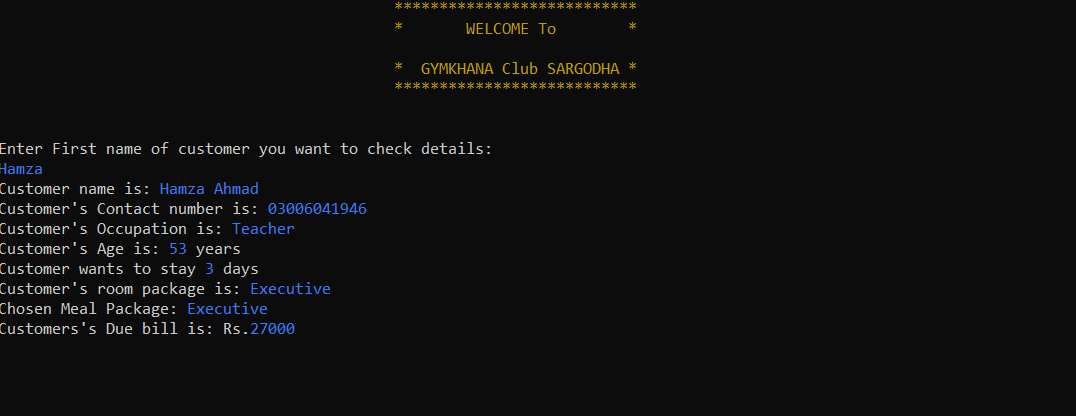 ***************************
* WELCOME To *
* GYMKHANA Club SARGODHA *
***************************
Enter First name of customer you want to check details:
Hamza
Customer name is: Hamza Ahmad
Customer's Contact number is: 03006041946
Customer's Occupation is: Teacher
Customer's Age is: 53 years
Customer wants to stay 3 days
Customer's room package is: Executive
Chosen Meal Package: Executive
Customers's Due bill is: Rs.27000